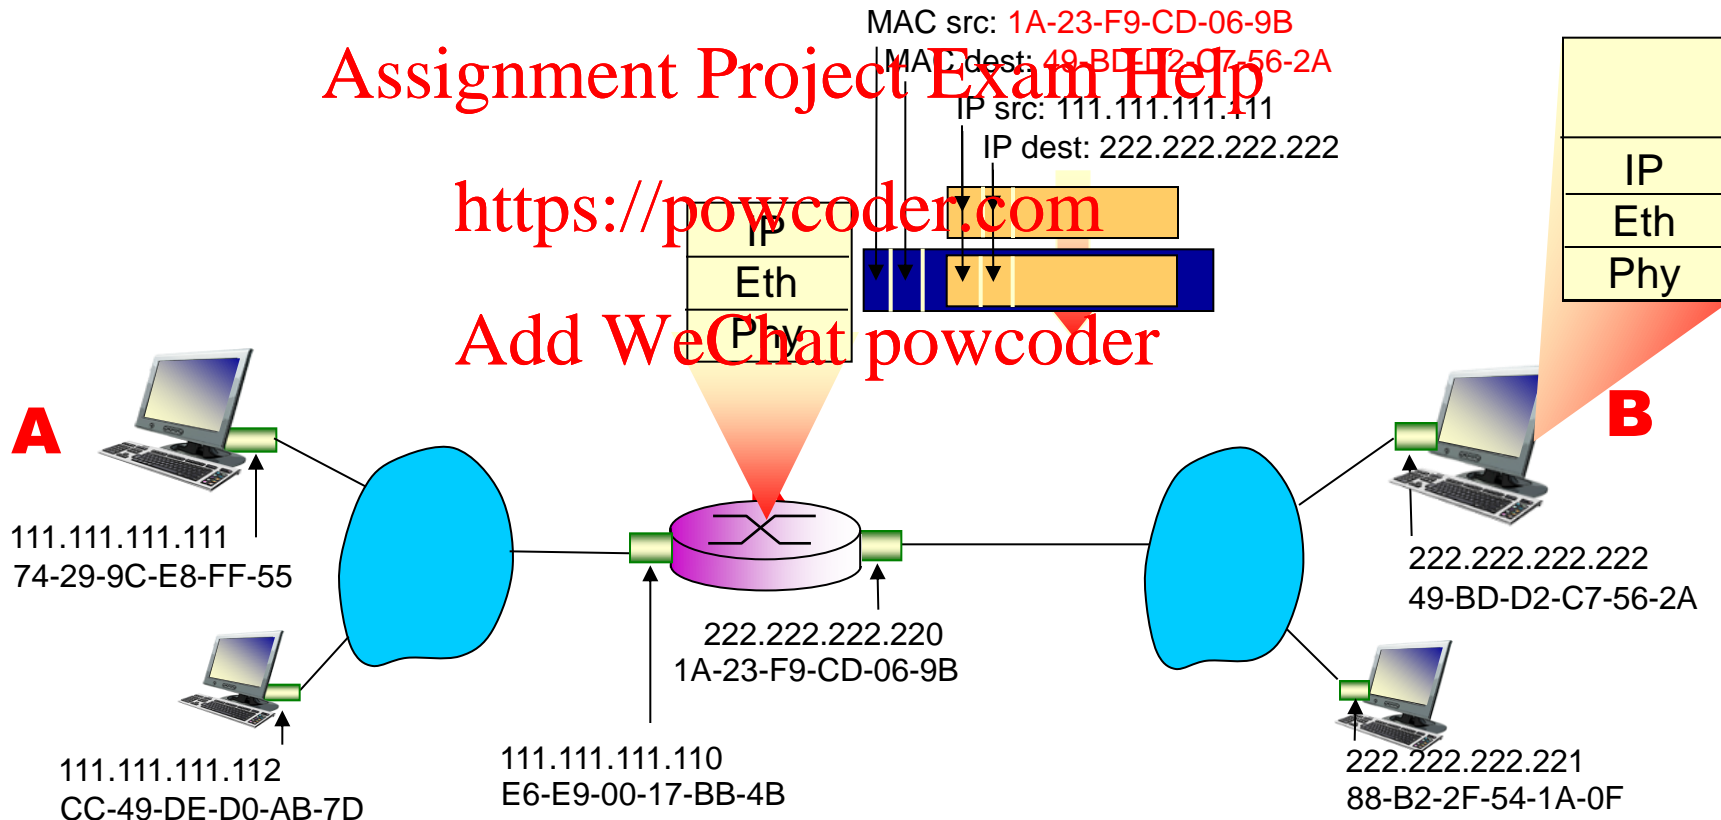 MAC src: 1A-23-F9-CD-06-9B
MAC dest: 49-BD-D2-C7-56-2A
Assignment Project Exam Help
IP src: 111.111.111.111
IP dest: 222.222.222.222
https://powcoder.com
IP
Eth
Phy
Add WeChat powcoder
IP
Eth
Phy
A
B
111.111.111.111
74-29-9C-E8-FF-55
222.222.222.222
49-BD-D2-C7-56-2A
222.222.222.220
1A-23-F9-CD-06-9B
111.111.111.112
CC-49-DE-D0-AB-7D
111.111.111.110
E6-E9-00-17-BB-4B
222.222.222.221
88-B2-2F-54-1A-0F